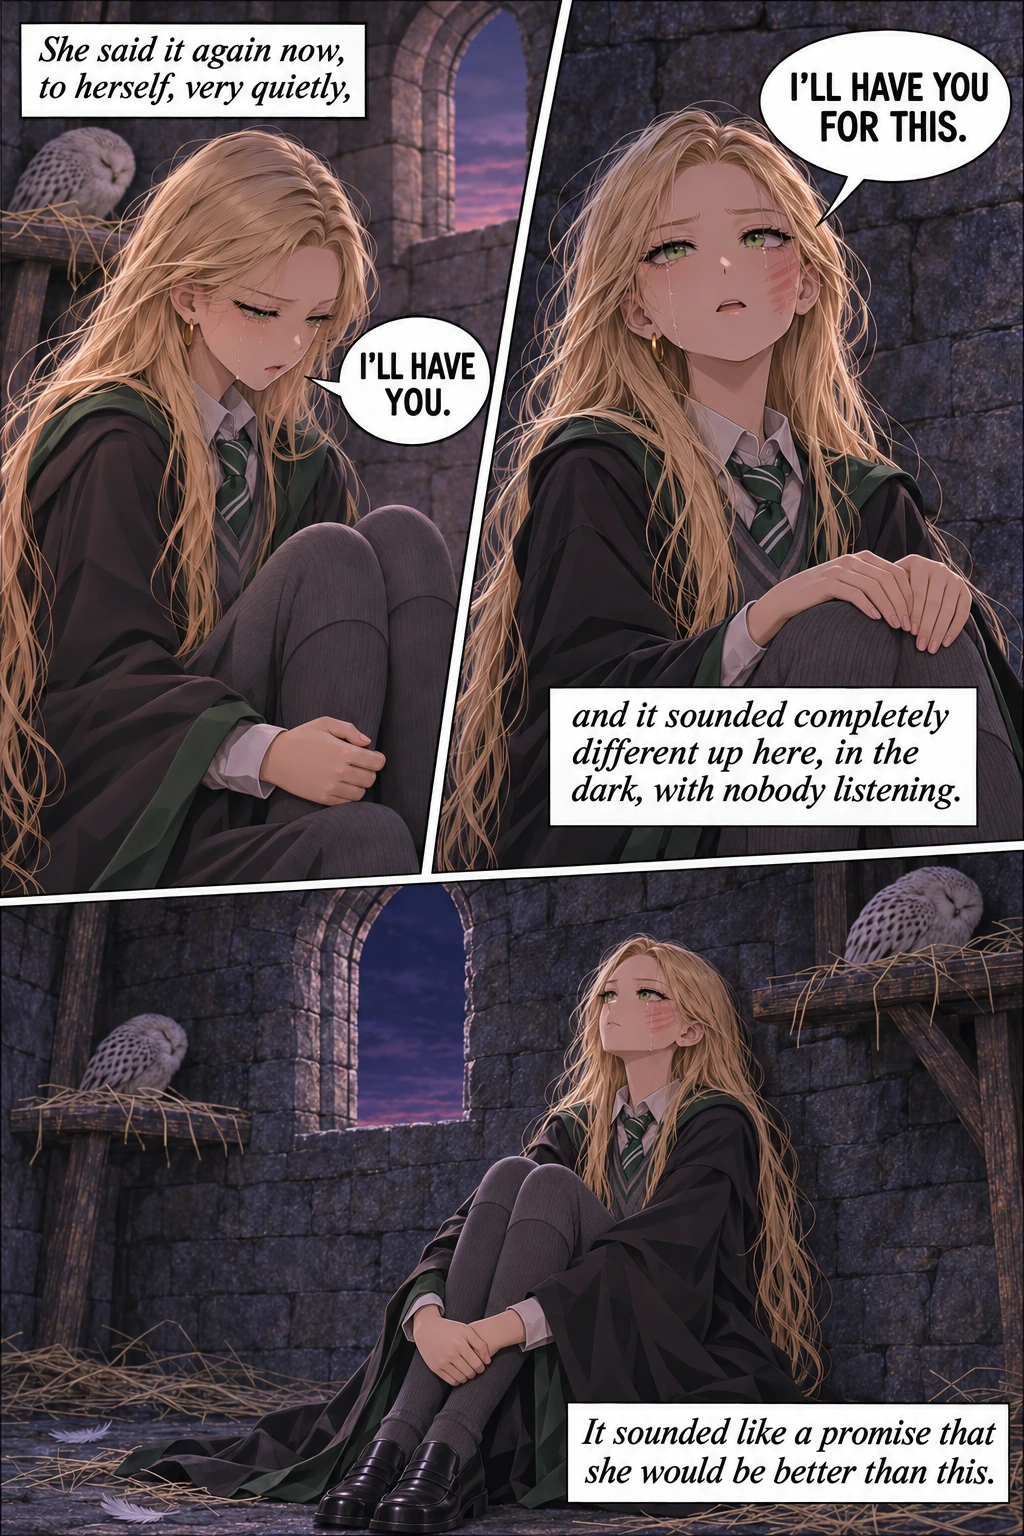 She said it again now,
to herself, very quietly,
I'LL HAVE
YOU.
I'LL HAVE YOU
FOR THIS.
and it sounded completely
different up here, in the
dark, with nobody listening.
It sounded like a promise that
she would be better than this.